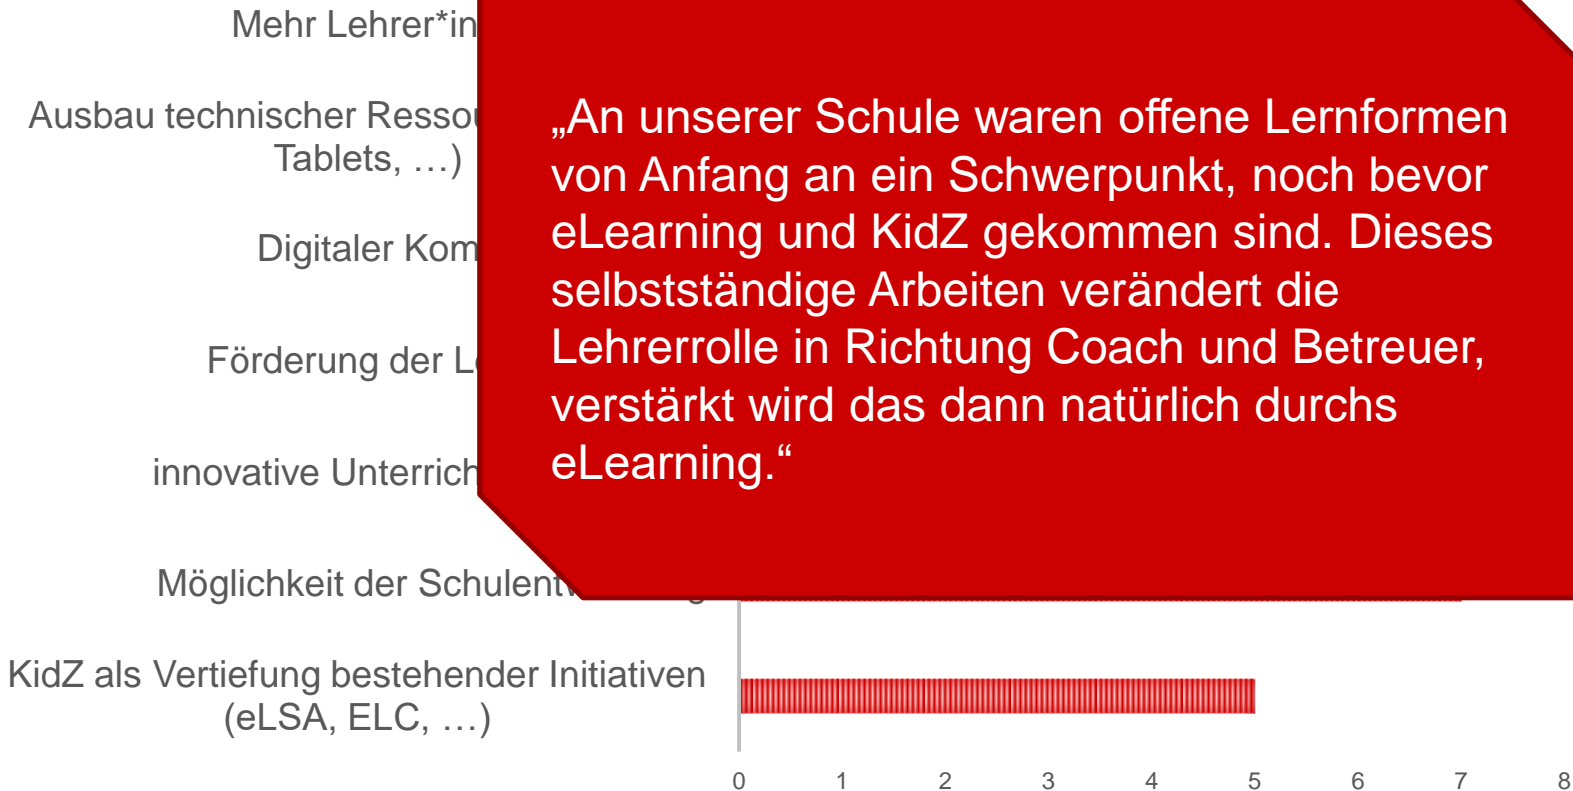 Mehr Lehrer*in
Ausbau technischer Ressou
Tablets, …)
Digitaler Kom
Förderung der L
innovative Unterrich
Möglichkeit der Schulent
KidZ als Vertiefung bestehender Initiativen
(eLSA, ELC, …)
„An unserer Schule waren offene Lernformen
von Anfang an ein Schwerpunkt, noch bevor
eLearning und KidZ gekommen sind. Dieses
selbstständige Arbeiten verändert die
Lehrerrolle in Richtung Coach und Betreuer,
verstärkt wird das dann natürlich durchs
eLearning.“
0 1 2 3 4 5 6 7 8